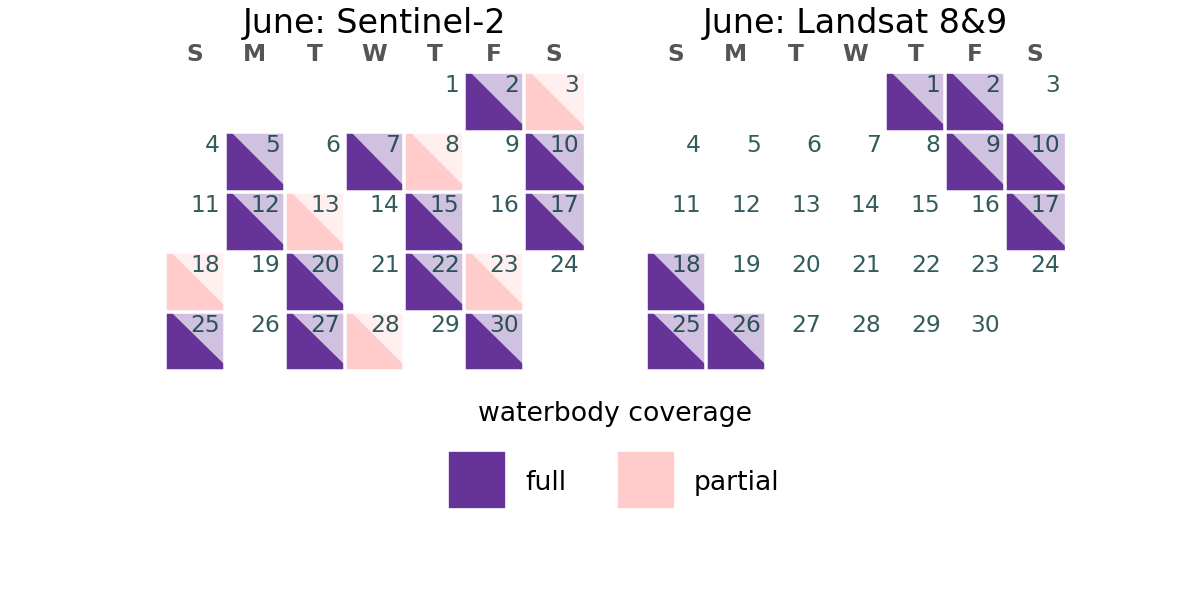 June: Sentinel-2
S M T W T F S
1 2 3
4 5 6 7 8 9 10
11 12 13 14 15 16 17
18 19 20 21 22 23 24
25 26 27 28 29 30
June: Landsat 8&9
S M T W T F S
1 2 3
4 5 6 7 8 9 10
11 12 13 14 15 16 17
18 19 20 21 22 23 24
25 26 27 28 29 30
waterbody coverage
full
partial